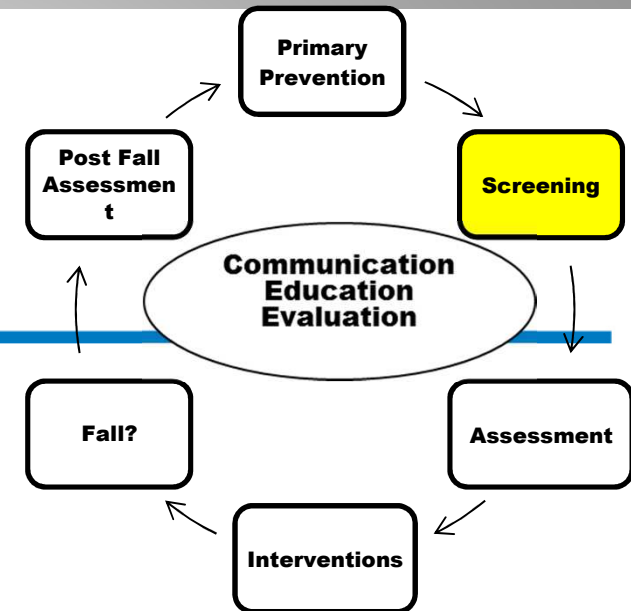 Primary
Prevention
Screening
Assessment
Interventions
Fall?
Post Fall
Assessmen
t
Communication
Education
Evaluation